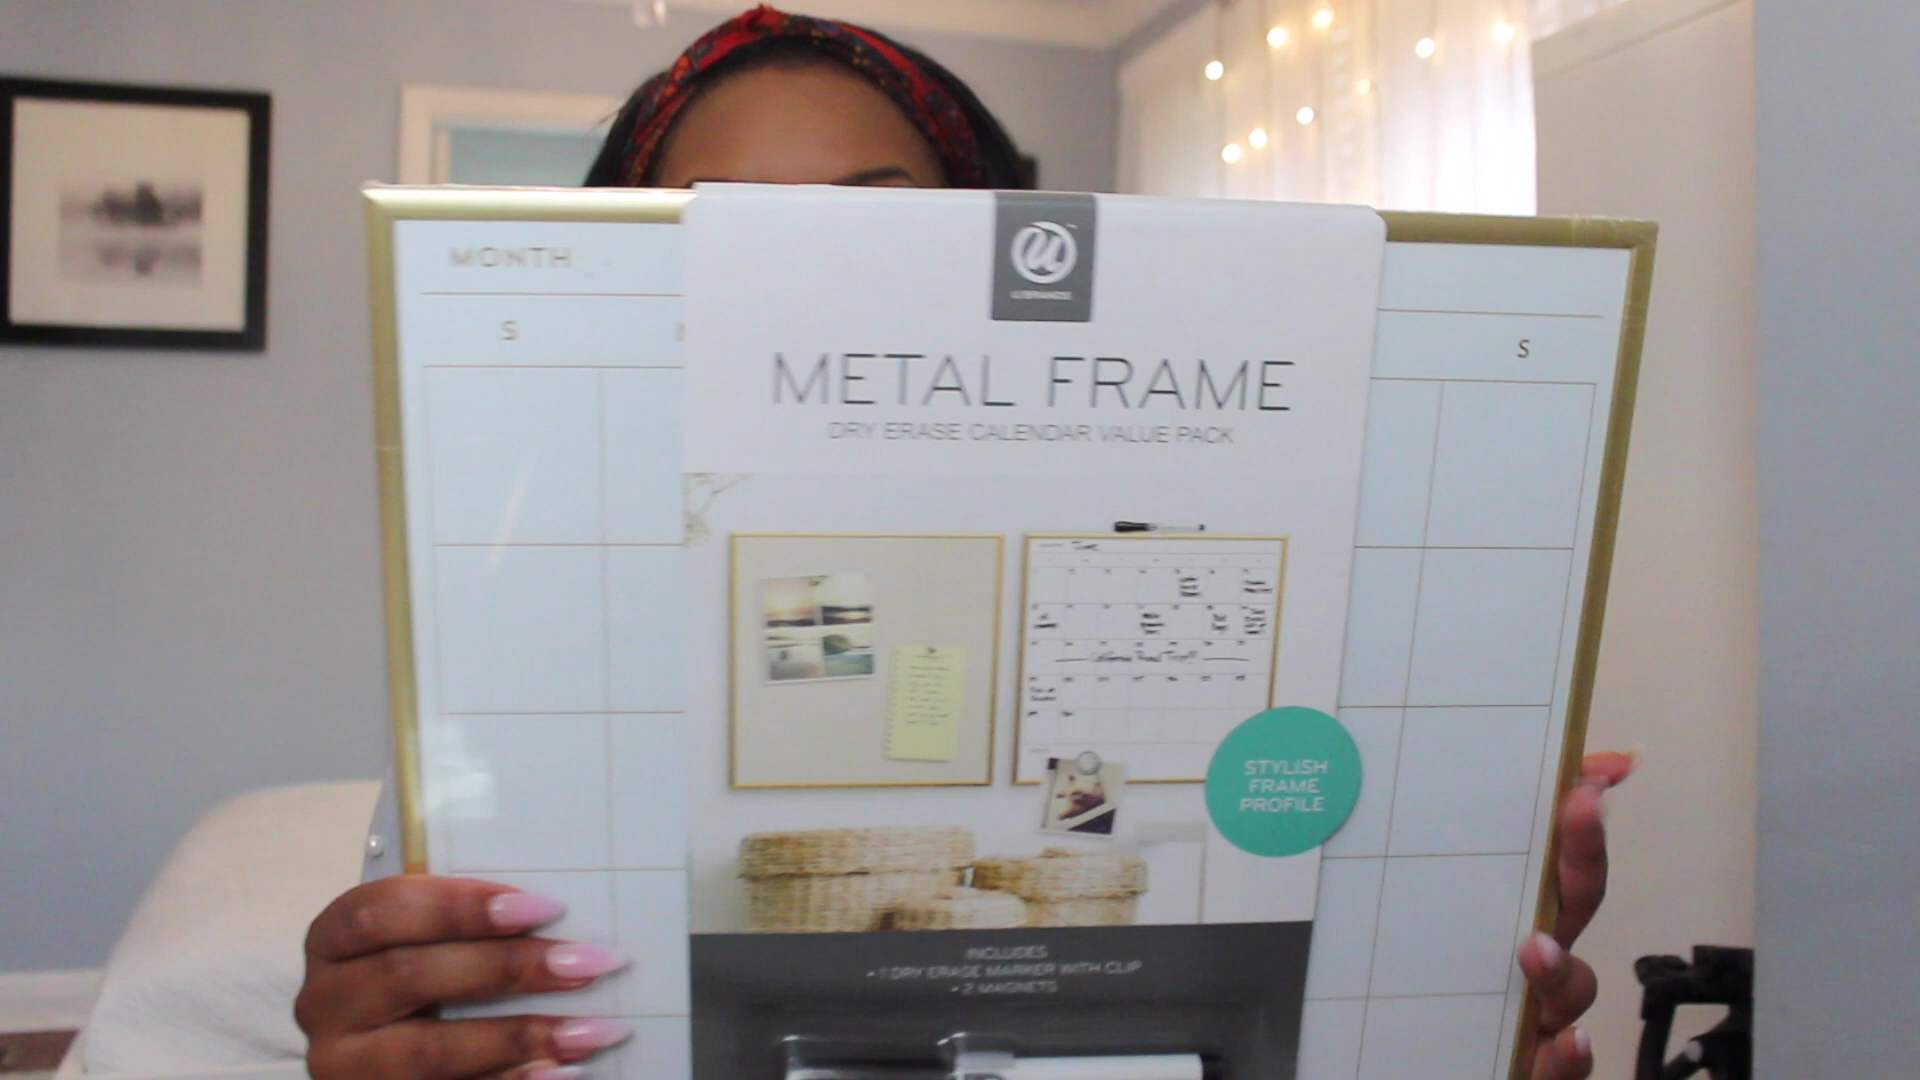 U BRANDS
MONTH
S
S
METAL FRAME
DRY ERASE CALENDAR VALUE PACK
STYLISH
FRAME
PROFILE
INCLUDES
• 1 DRY ERASE MARKER WITH CLIP
• 2 MAGNETS